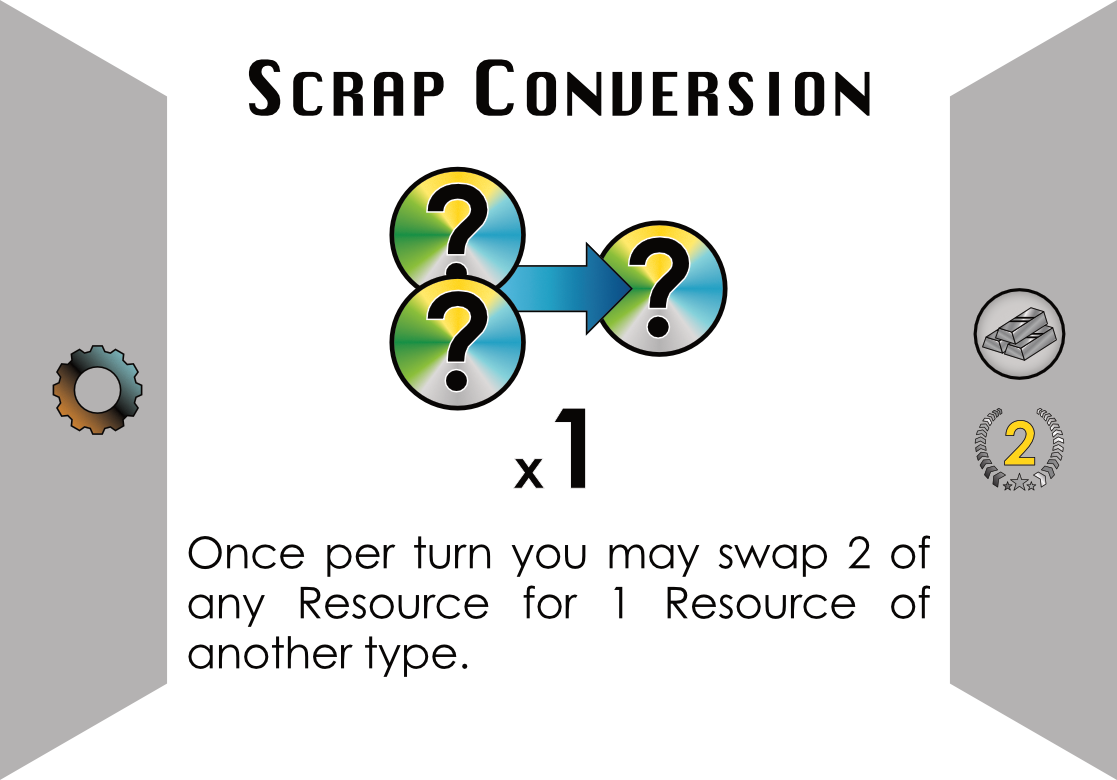 Scrap Conversion
?
?
?
x1
2
Once per turn you may swap 2 of
any Resource for 1 Resource of
another type.